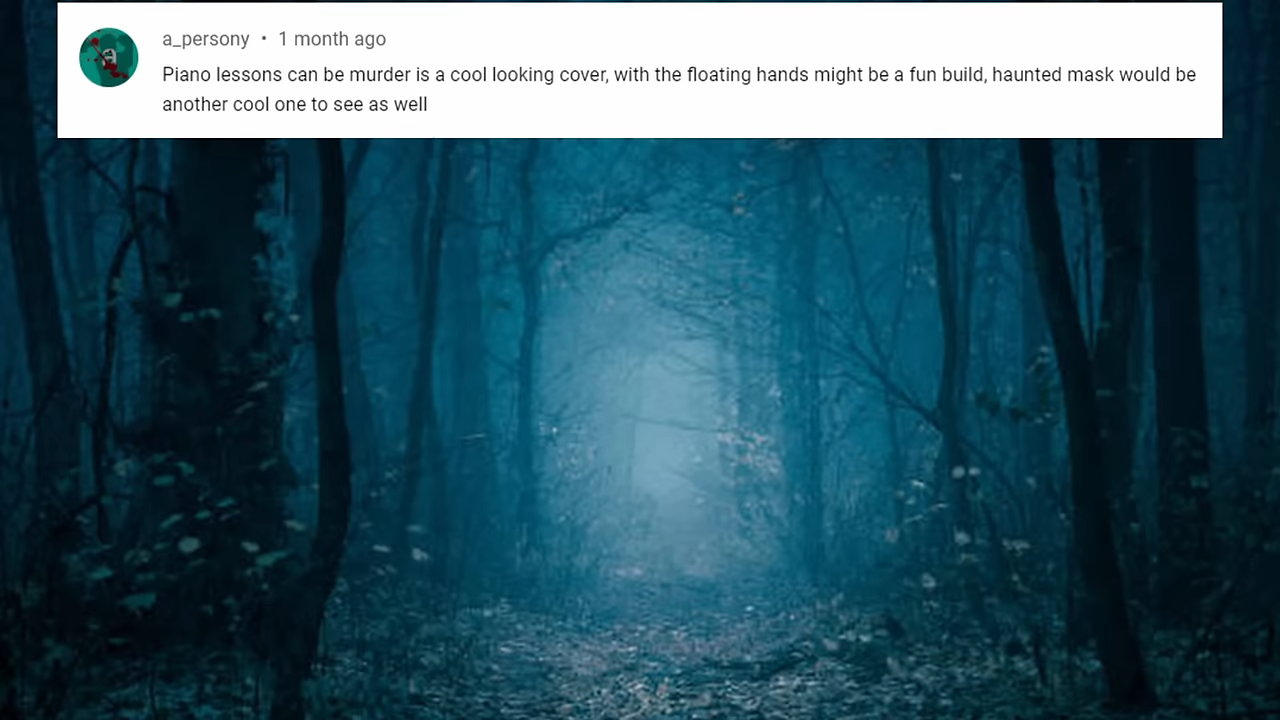 a_persony • 1 month ago
Piano lessons can be murder is a cool looking cover, with the floating hands might be a fun build, haunted mask would be
another cool one to see as well